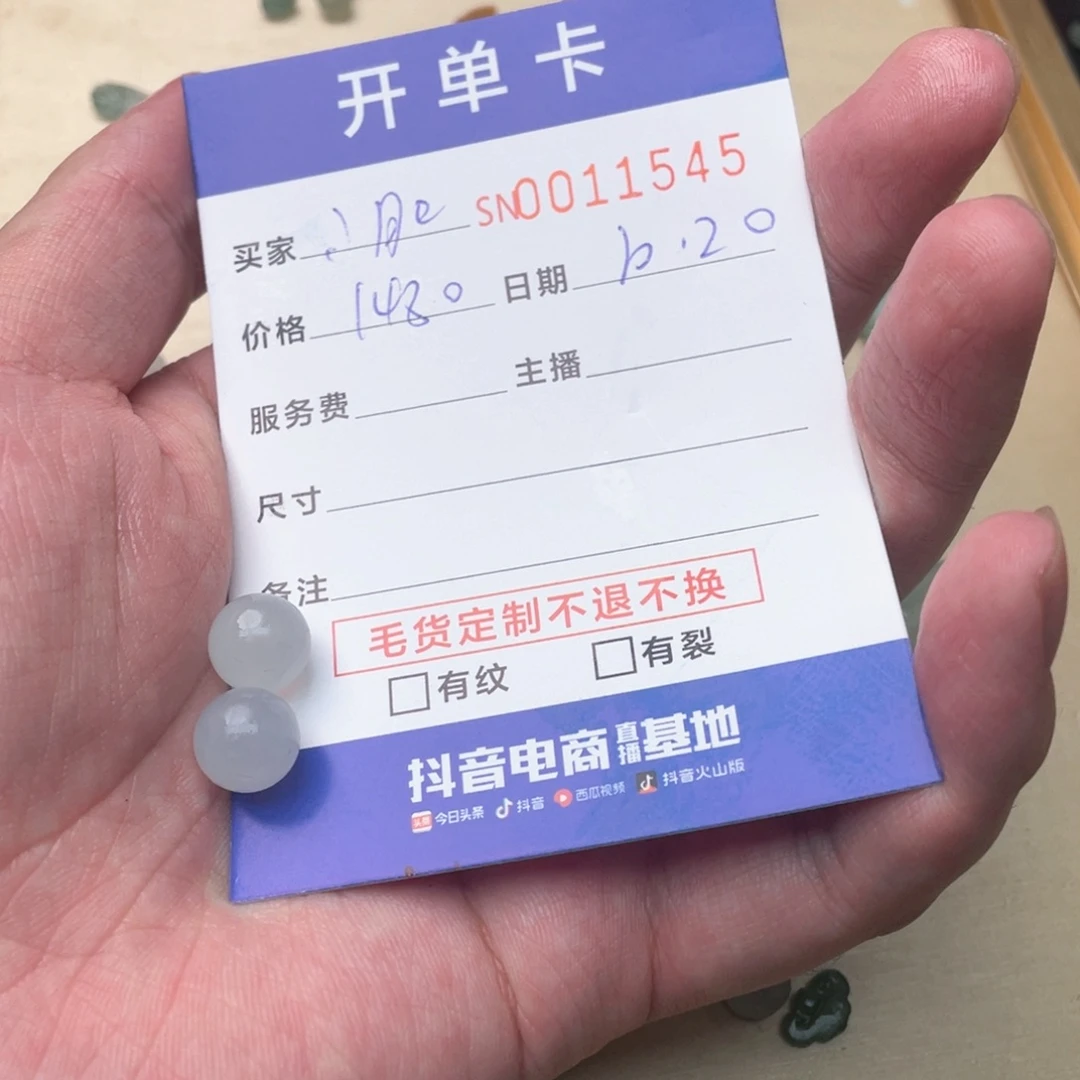 开单卡
买家 SN0011545
价格 1480 日期 6.20
服务费 主播
尺寸
备注
毛货定制不退不换
有纹 有裂
抖音电商直播基地
头条 今日头条 抖音 西瓜视频 抖音火山版